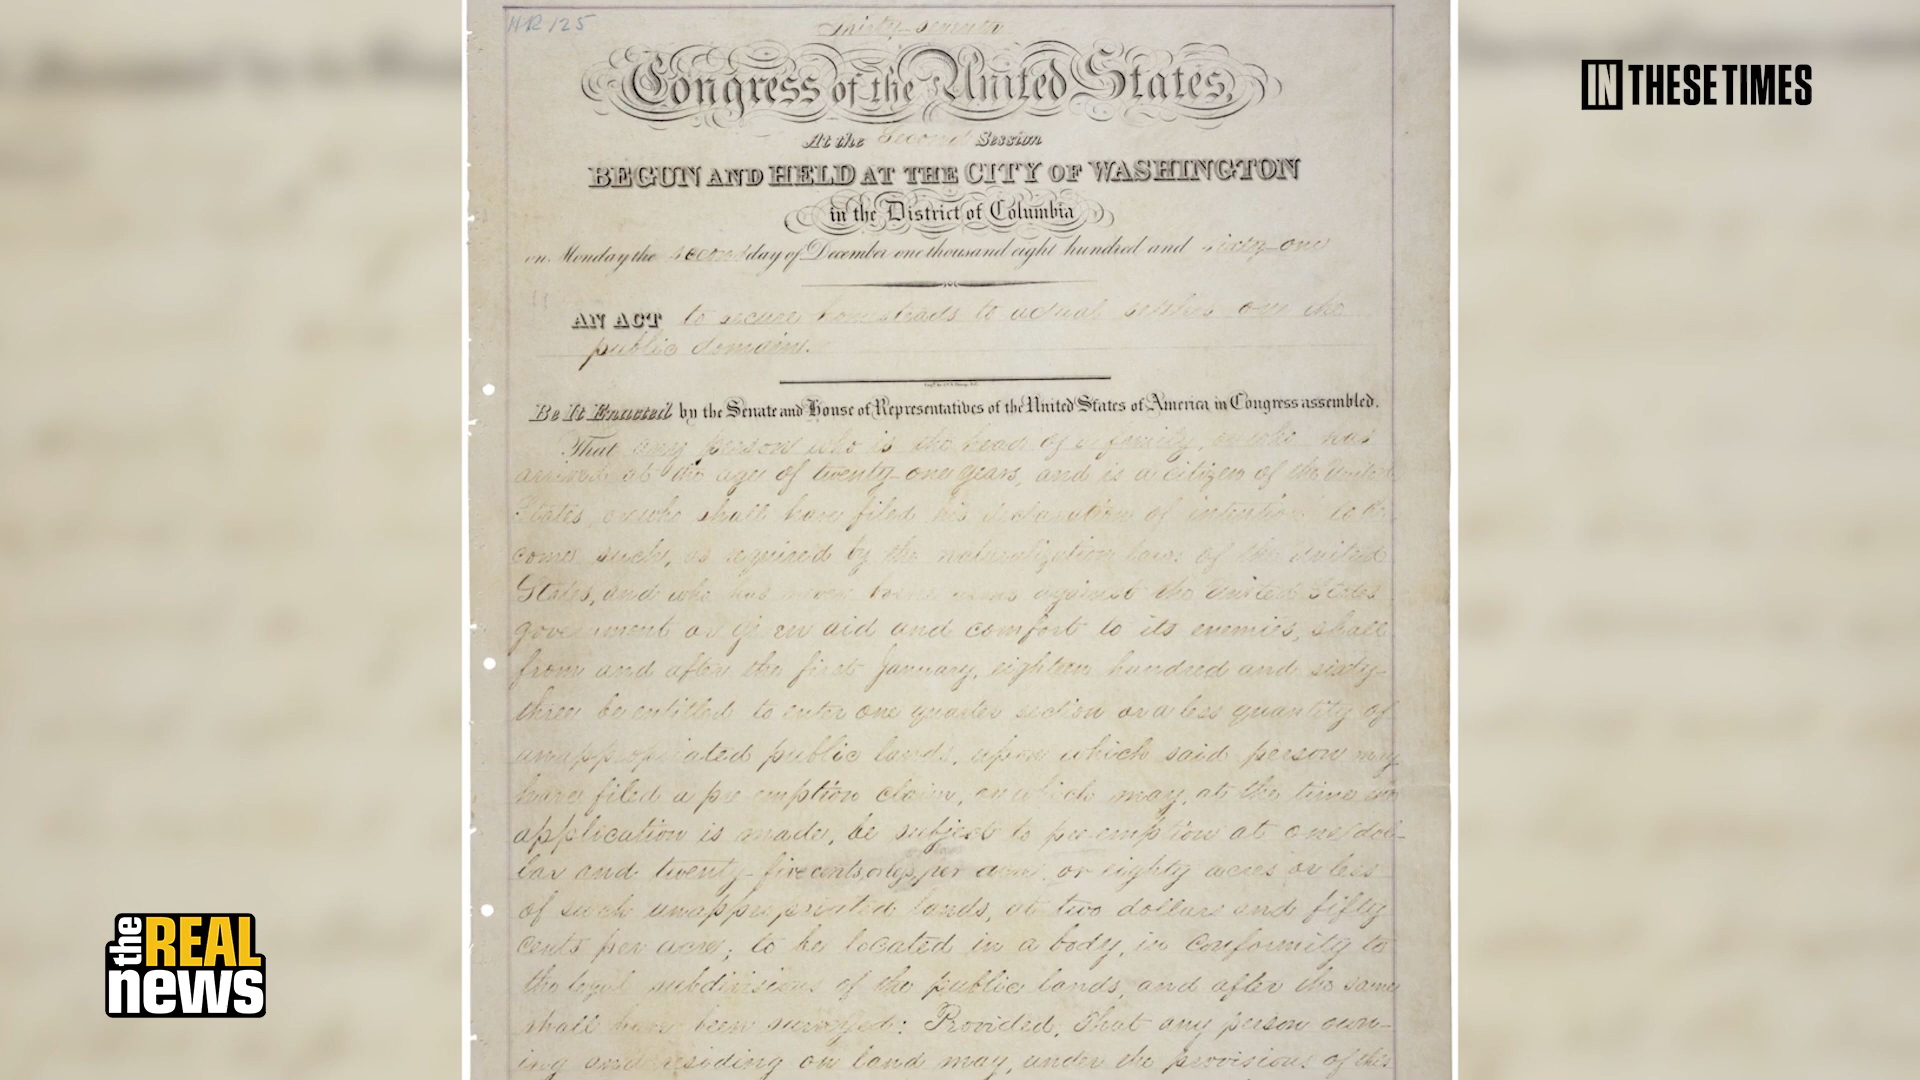 HR 125
Thirty-seventh
Congress of the United States,
At the Second Session
BEGUN AND HELD AT THE CITY OF WASHINGTON
in the District of Columbia
on Monday the second day of December one thousand eight hundred and sixty-one
AN ACT to secure homesteads to actual settlers on the
public domain.
Be It Enacted by the Senate and House of Representatives of the United States of America in Congress assembled,
That any person who is the head of a family, or who has
arrived at the age of twenty-one years, and is a citizen of the United
States, or who shall have filed his declaration of intention to be-
come such, as required by the naturalization laws of the United
States, and who has never borne arms against the United States
government or given aid and comfort to its enemies, shall
from and after the first January, eighteen hundred and sixty-
three be entitled to enter one quarter section or a less quantity of
unappropriated public lands, upon which said person may
have filed a pre emption claim, or which may, at the time the
application is made, be subject to pre-emption at one dol-
lar and twenty-five cents, or less, per acre; or eighty acres or less
of such unappropriated lands, at two dollars and fifty
cents per acre; to be located in a body, in conformity to
the legal subdivisions of the public lands, and after the same
shall have been surveyed: Provided, That any person own-
ing and residing on land may, under the provisions of this
IN THESE TIMES
the REAL news